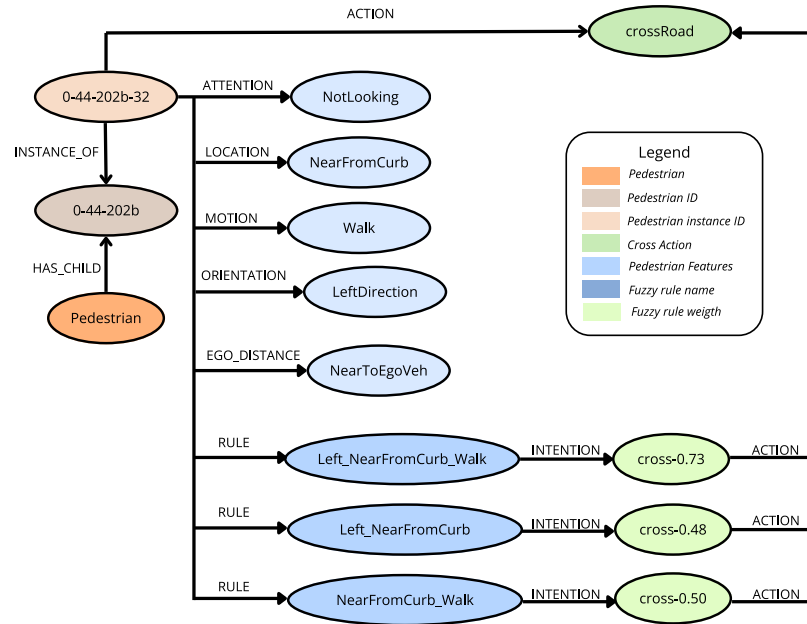 ACTION
crossRoad
0-44-202b-32
ATTENTION
NotLooking
INSTANCE_OF
LOCATION
NearFromCurb
Legend
Pedestrian
Pedestrian ID
Pedestrian instance ID
Cross Action
Pedestrian Features
Fuzzy rule name
Fuzzy rule weigth
0-44-202b
MOTION
Walk
HAS_CHILD
ORIENTATION
LeftDirection
Pedestrian
EGO_DISTANCE
NearToEgoVeh
RULE
Left_NearFromCurb_Walk
INTENTION
cross-0.73
ACTION
RULE
Left_NearFromCurb
INTENTION
cross-0.48
ACTION
RULE
NearFromCurb_Walk
INTENTION
cross-0.50
ACTION